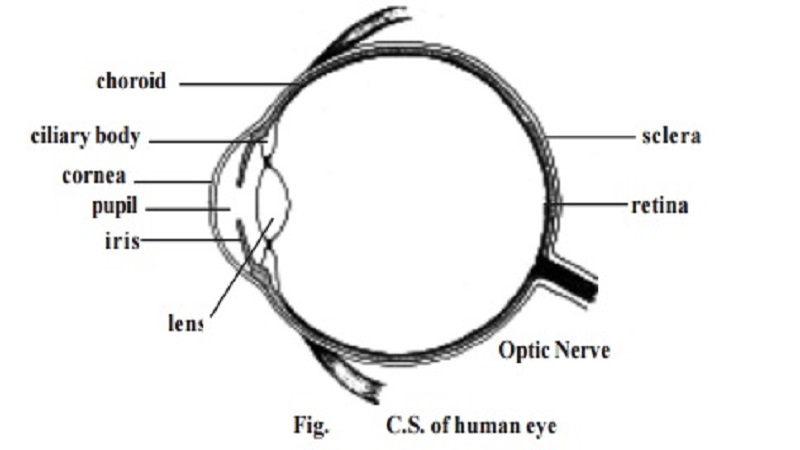 choroid
ciliary body
sclera
cornea
pupil
retina
iris
lens
Optic Nerve
Fig. C.S. of human eye